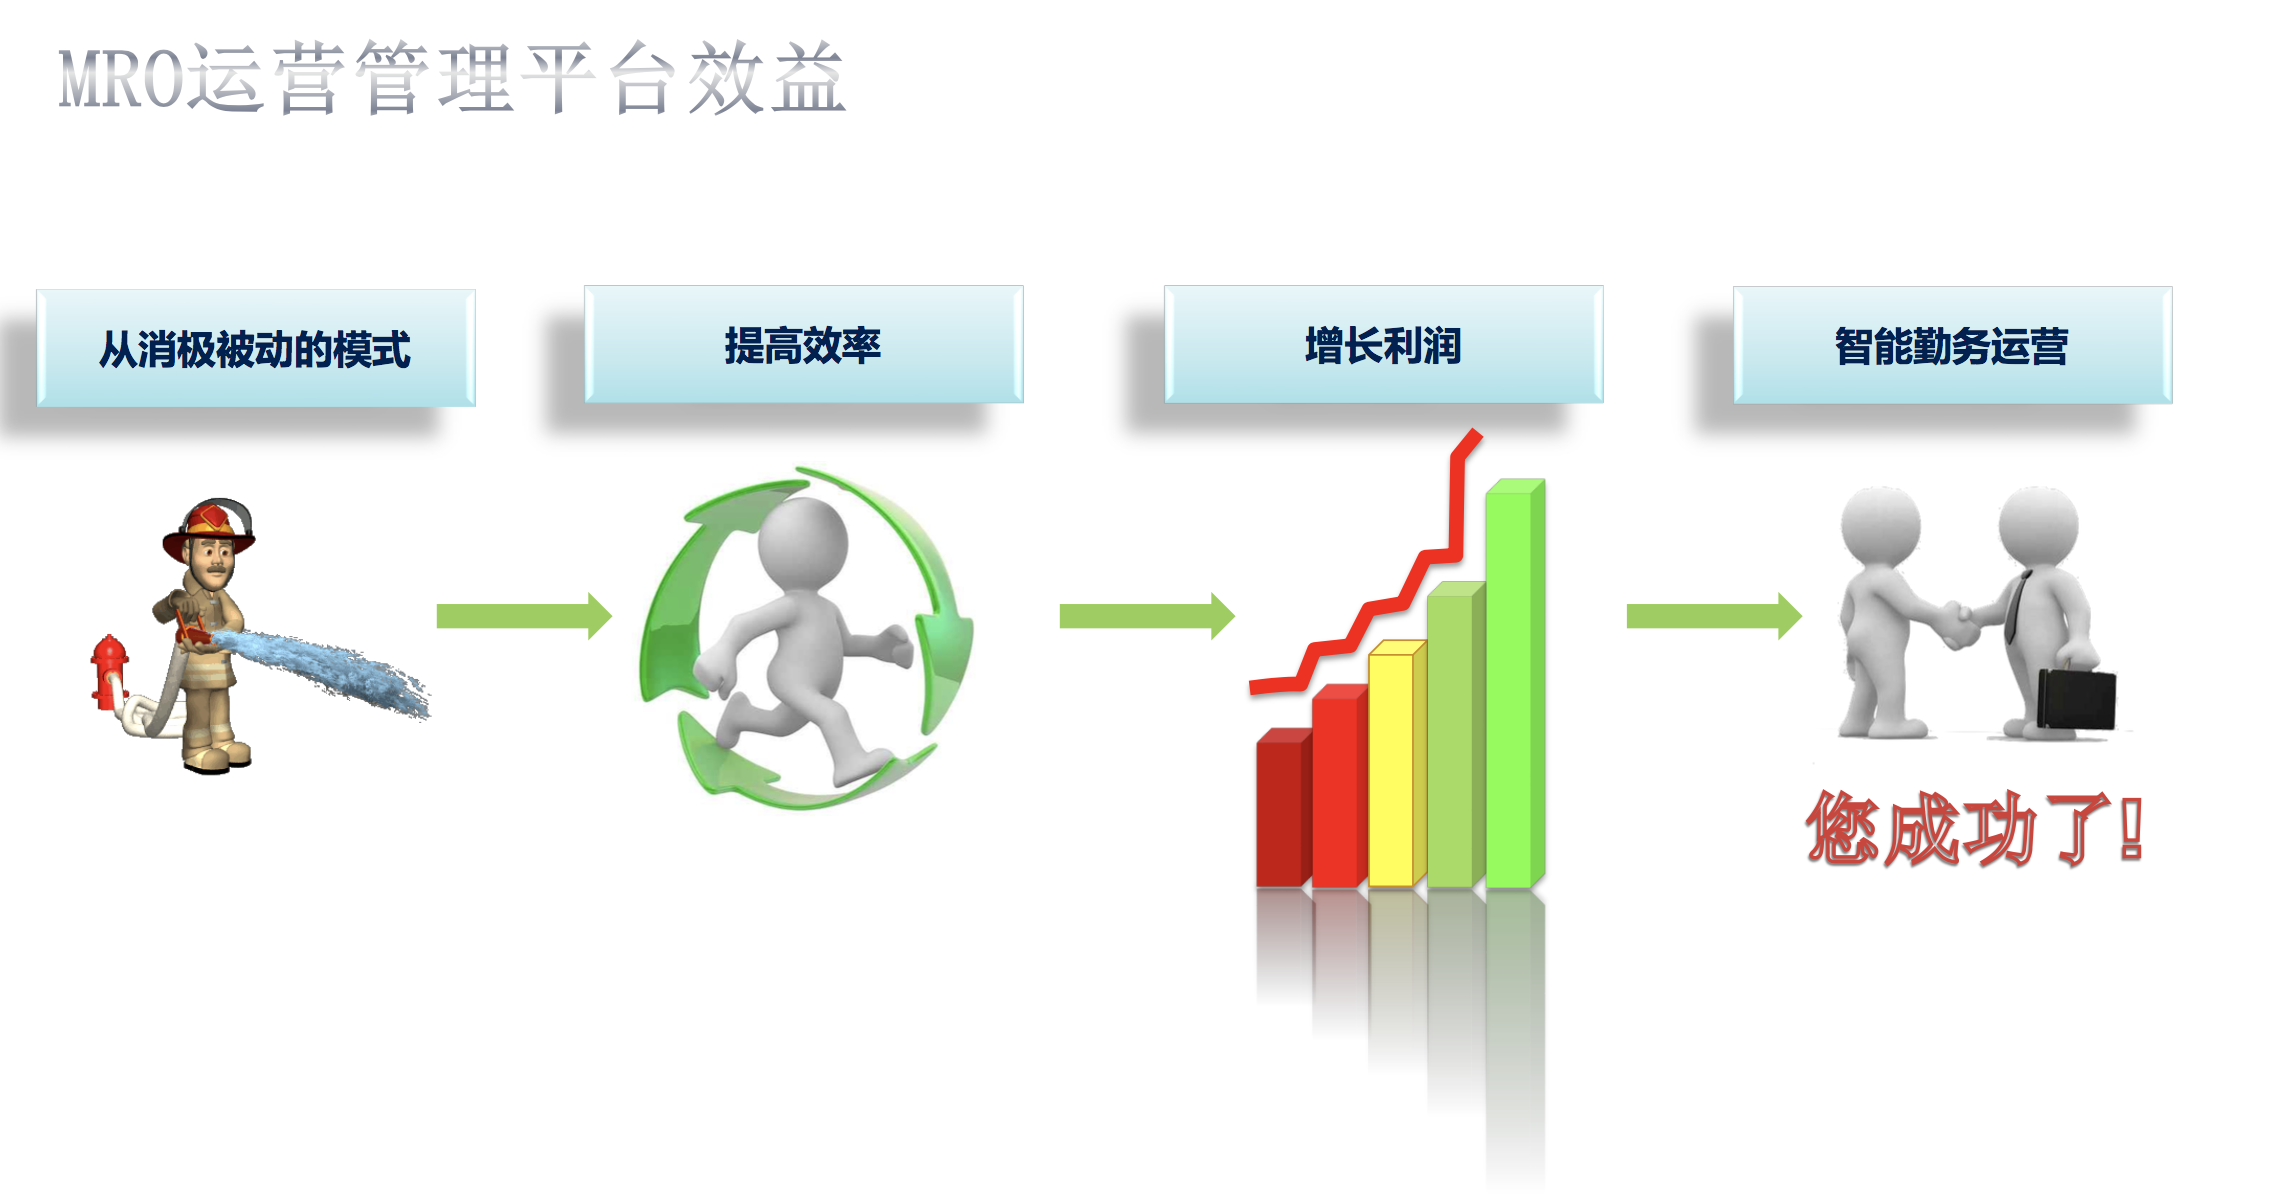 MRO运营管理平台效益
从消极被动的模式
提高效率
增长利润
智能勤务运营
您成功了!